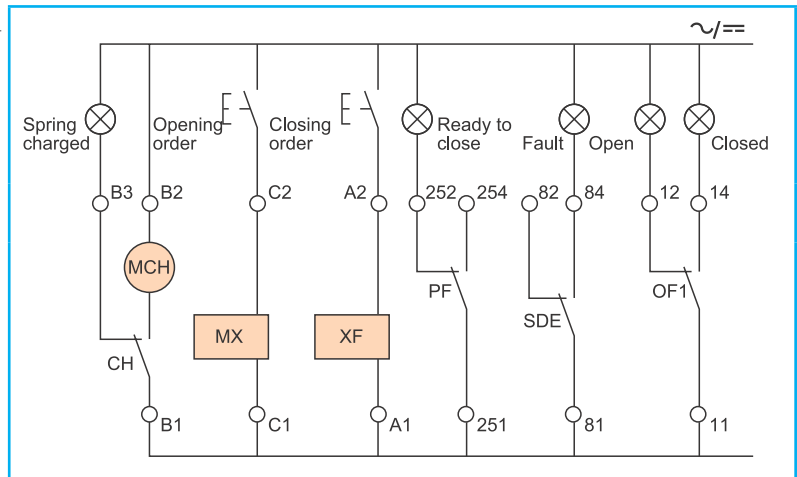 Spring
charged
Opening
order
Closing
order
Ready to
close
Fault
Open
Closed
B3
B2
C2
A2
252
254
82
84
12
14
MCH
PF
OF1
SDE
MX
XF
CH
B1
C1
A1
251
81
11